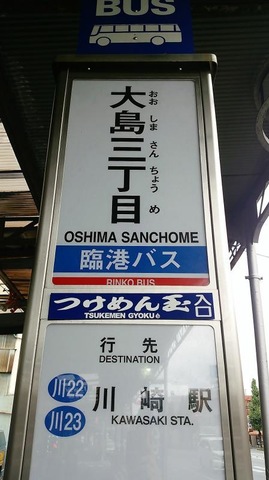 BUS
大島三丁目
おおしまさんちょうめ
OSHIMA SANCHOME
臨港バス
RINKO BUS
つけめん玉 入口
TSUKEMEN GYOKU
行先
DESTINATION
川22
川23
川崎駅
KAWASAKI STA.